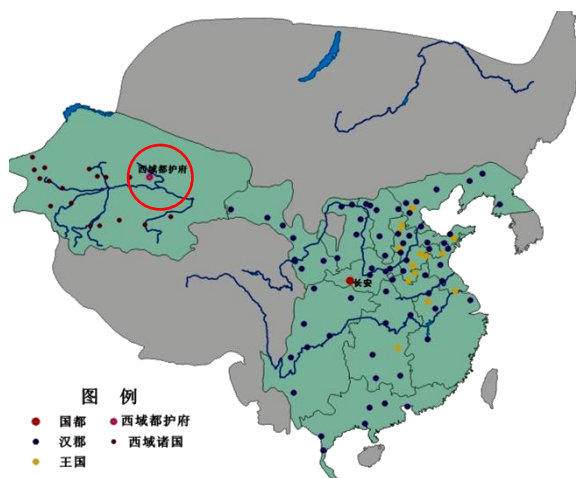 西域都护府
长安
图 例
国都
西域都护府
汉郡
西域诸国
王国